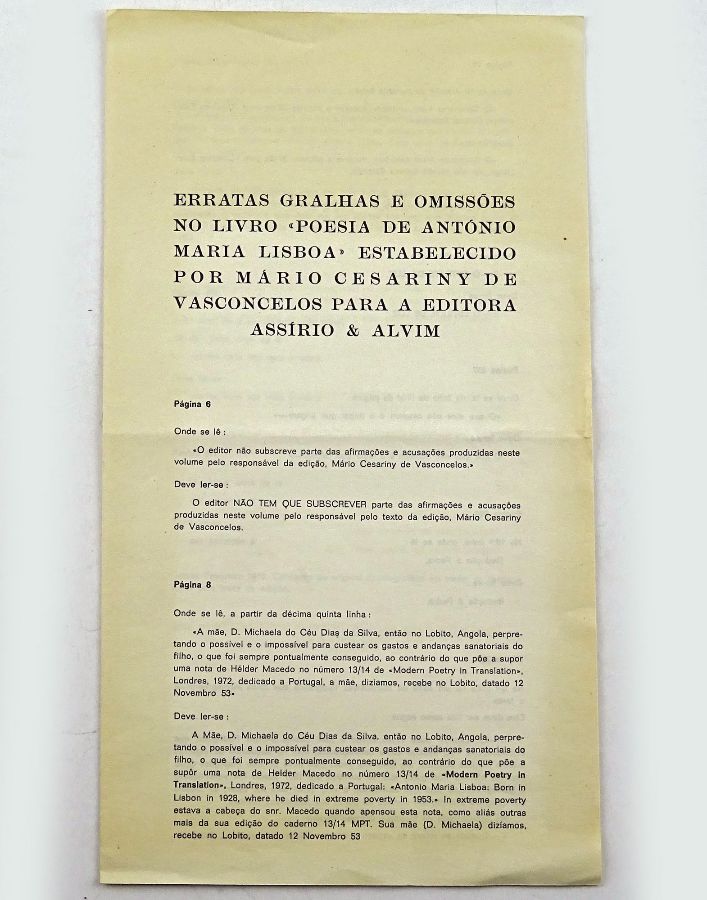 ERRATAS GRALHAS E OMISSÕES
NO LIVRO «POESIA DE ANTÓNIO
MARIA LISBOA» ESTABELECIDO
POR MÁRIO CESARINY DE
VASCONCELOS PARA A EDITORA
ASSÍRIO & ALVIM
Página 6
Onde se lê :
«O editor não subscreve parte das afirmações e acusações produzidas neste
volume pelo responsável da edição, Mário Cesariny de Vasconcelos.»
Deve ler-se :
O editor NÃO TEM QUE SUBSCREVER parte das afirmações e acusações
produzidas neste volume pelo responsável pelo texto da edição, Mário Cesariny
de Vasconcelos.
Página 8
Onde se lê, a partir da décima quinta linha :
«A mãe, D. Michaela do Céu Dias da Silva, então no Lobito, Angola, perpre-
tando o possível e o impossível para custear os gastos e andanças sanatoriais do
filho, o que foi sempre pontualmente conseguido, ao contrário do que põe a supor
uma nota de Hélder Macedo no número 13/14 de «Modern Poetry in Translation»,
Londres, 1972, dedicado a Portugal, a mãe, dizíamos, recebe no Lobito, datado 12
Novembro 53»
Deve ler-se :
A Mãe, D. Michaela do Céu Dias da Silva, então no Lobito, Angola, perpre-
tando o possível e o impossível para custear os gastos e andanças sanatoriais do
filho, o que foi sempre pontualmente conseguido, ao contrário do que põe a
supôr uma nota de Helder Macedo no número 13/14 de «Modern Poetry in
Translation», Londres, 1972, dedicado a Portugal: «Antonio Maria Lisboa: Born in
Lisbon in 1928, where he died in extreme poverty in 1953.» In extreme poverty
estava a cabeça do snr. Macedo quando apensou esta nota, como aliás outras
mais da sua edição do caderno 13/14 MPT. Sua mãe (D. Michaela) dizíamos,
recebe no Lobito, datado 12 Novembro 53